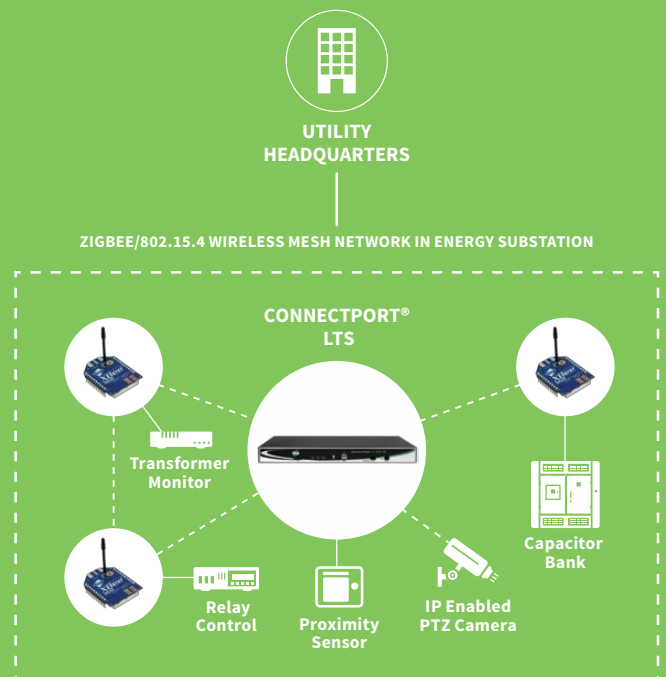 UTILITY
HEADQUARTERS
ZIGBEE/802.15.4 WIRELESS MESH NETWORK IN ENERGY SUBSTATION
CONNECTPORT®
LTS
Transformer
Monitor
Relay
Control
Proximity
Sensor
IP Enabled
PTZ Camera
Capacitor
Bank